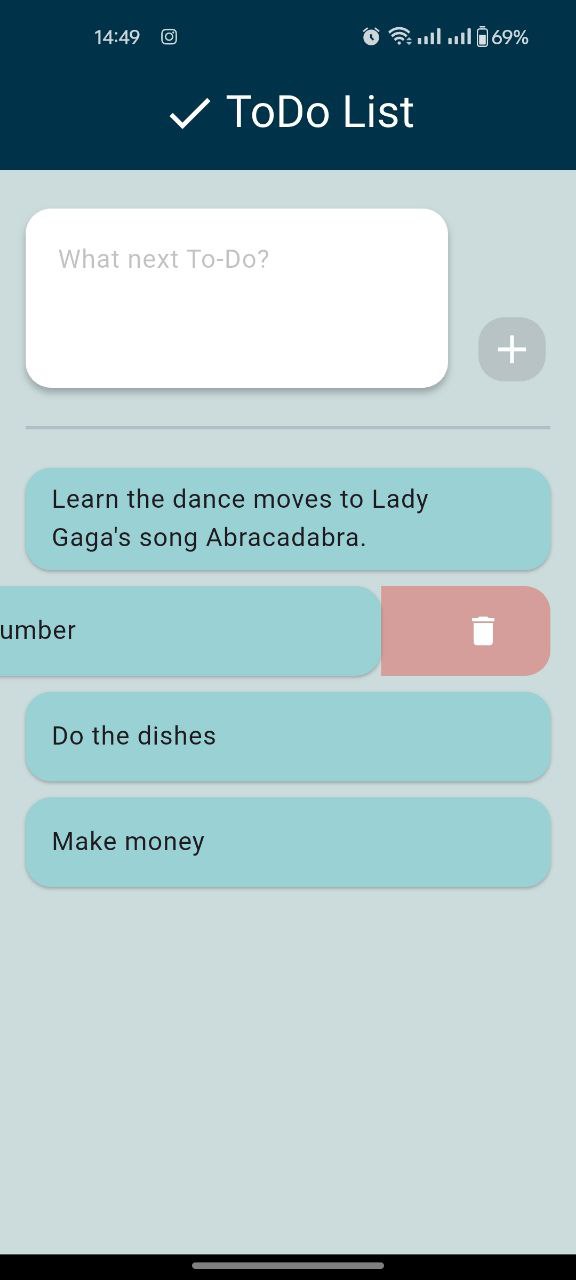 14:49 69%
ToDo List
What next To-Do?
Learn the dance moves to Lady
Gaga's song Abracadabra.
umber
Do the dishes
Make money